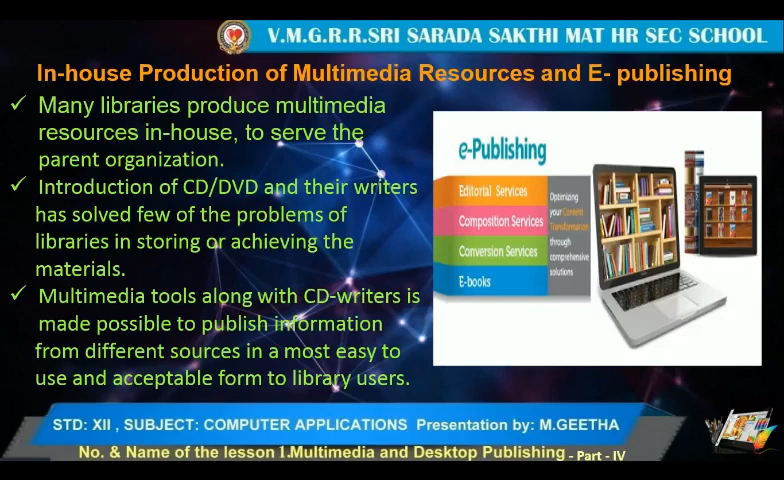 V.M.G.R.R.SRI SARADA SAKTHI MAT HR SEC SCHOOL
In-house Production of Multimedia Resources and E- publishing
✓ Many libraries produce multimedia
resources in-house, to serve the
parent organization.
✓ Introduction of CD/DVD and their writers
has solved few of the problems of
libraries in storing or achieving the
materials.
✓ Multimedia tools along with CD-writers is
made possible to publish information
from different sources in a most easy to
use and acceptable form to library users.
e-Publishing
Editorial Services
Composition Services
Conversion Services
E-books
Optimizing
your Content
Transformation
through
comprehensive
solutions
STD: XII , SUBJECT: COMPUTER APPLICATIONS Presentation by: M.GEETHA
No. & Name of the lesson 1.Multimedia and Desktop Publishing - Part - IV